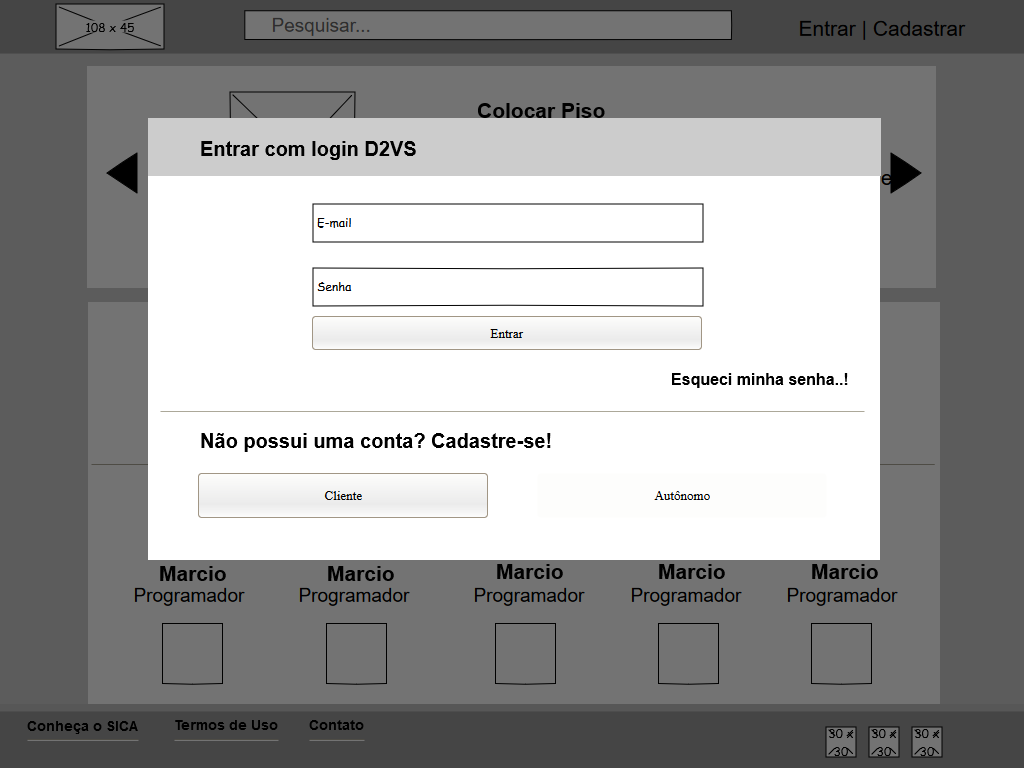 108 x 45
Pesquisar...
Entrar | Cadastrar
Colocar Piso
Entrar com login D2VS
e
E-mail
Senha
Entrar
Esqueci minha senha..!
Não possui uma conta? Cadastre-se!
Cliente
Autônomo
Marcio
Marcio
Marcio
Marcio
Marcio
Programador
Programador
Programador
Programador
Programador
Conheça o SICA
Termos de Uso
Contato
30 x
30
30 x
30
30 x
30